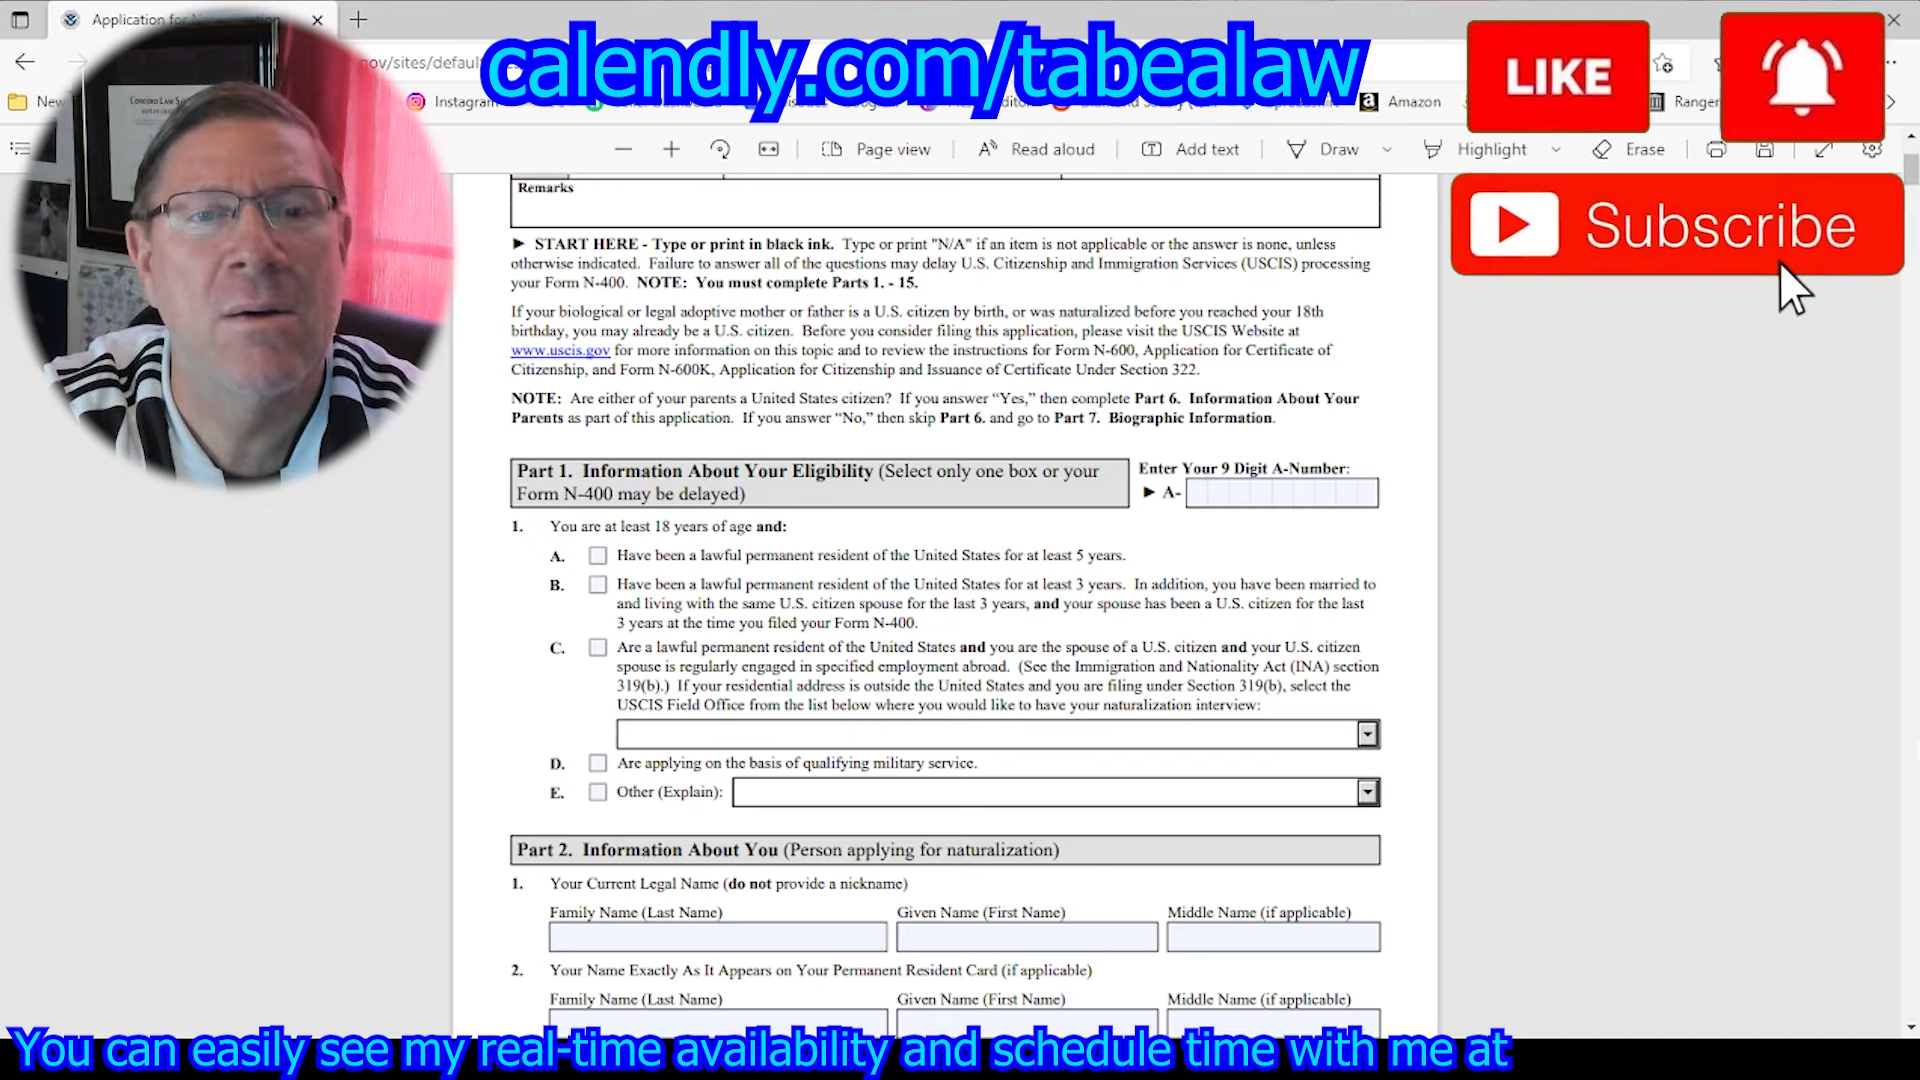 Application for
calendly.com/tabealaw
LIKE
gov/sites/defaul
New
Instagram
Amazon
Ranger
Page view
Read aloud
Add text
Draw
Highlight
Erase
Subscribe
CONCORD LAW
Remarks
► START HERE - Type or print in black ink. Type or print "N/A" if an item is not applicable or the answer is none, unless
otherwise indicated. Failure to answer all of the questions may delay U.S. Citizenship and Immigration Services (USCIS) processing
your Form N-400. NOTE: You must complete Parts 1. - 15.
If your biological or legal adoptive mother or father is a U.S. citizen by birth, or was naturalized before you reached your 18th
birthday, you may already be a U.S. citizen. Before you consider filing this application, please visit the USCIS Website at
www.uscis.gov for more information on this topic and to review the instructions for Form N-600, Application for Certificate of
Citizenship, and Form N-600K, Application for Citizenship and Issuance of Certificate Under Section 322.
NOTE: Are either of your parents a United States citizen? If you answer “Yes,” then complete Part 6. Information About Your
Parents as part of this application. If you answer “No,” then skip Part 6. and go to Part 7. Biographic Information.
Part 1. Information About Your Eligibility (Select only one box or your
Form N-400 may be delayed)
Enter Your 9 Digit A-Number:
► A-
1. You are at least 18 years of age and:
A. Have been a lawful permanent resident of the United States for at least 5 years.
B. Have been a lawful permanent resident of the United States for at least 3 years. In addition, you have been married to
and living with the same U.S. citizen spouse for the last 3 years, and your spouse has been a U.S. citizen for the last
3 years at the time you filed your Form N-400.
C. Are a lawful permanent resident of the United States and you are the spouse of a U.S. citizen and your U.S. citizen
spouse is regularly engaged in specified employment abroad. (See the Immigration and Nationality Act (INA) section
319(b).) If your residential address is outside the United States and you are filing under Section 319(b), select the
USCIS Field Office from the list below where you would like to have your naturalization interview:
D. Are applying on the basis of qualifying military service.
E. Other (Explain):
Part 2. Information About You (Person applying for naturalization)
1. Your Current Legal Name (do not provide a nickname)
Family Name (Last Name) Given Name (First Name) Middle Name (if applicable)
2. Your Name Exactly As It Appears on Your Permanent Resident Card (if applicable)
Family Name (Last Name) Given Name (First Name) Middle Name (if applicable)
You can easily see my real-time availability and schedule time with me at